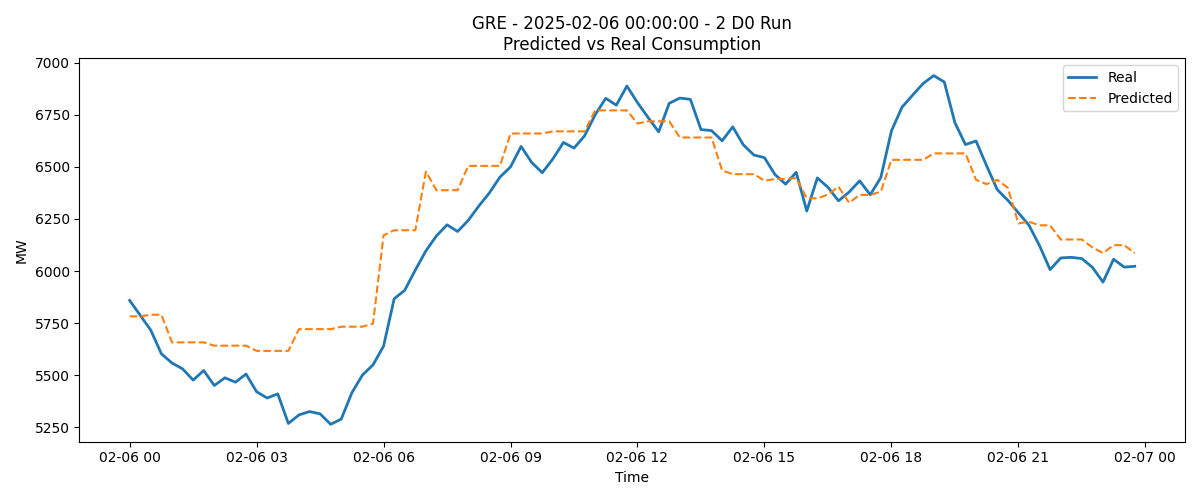 GRE - 2025-02-06 00:00:00 - 2 D0 Run
Predicted vs Real Consumption
Real
Predicted
7000
6750
6500
6250
6000
5750
5500
5250
MW
02-06 00
02-06 03
02-06 06
02-06 09
02-06 12
02-06 15
02-06 18
02-06 21
02-07 00
Time